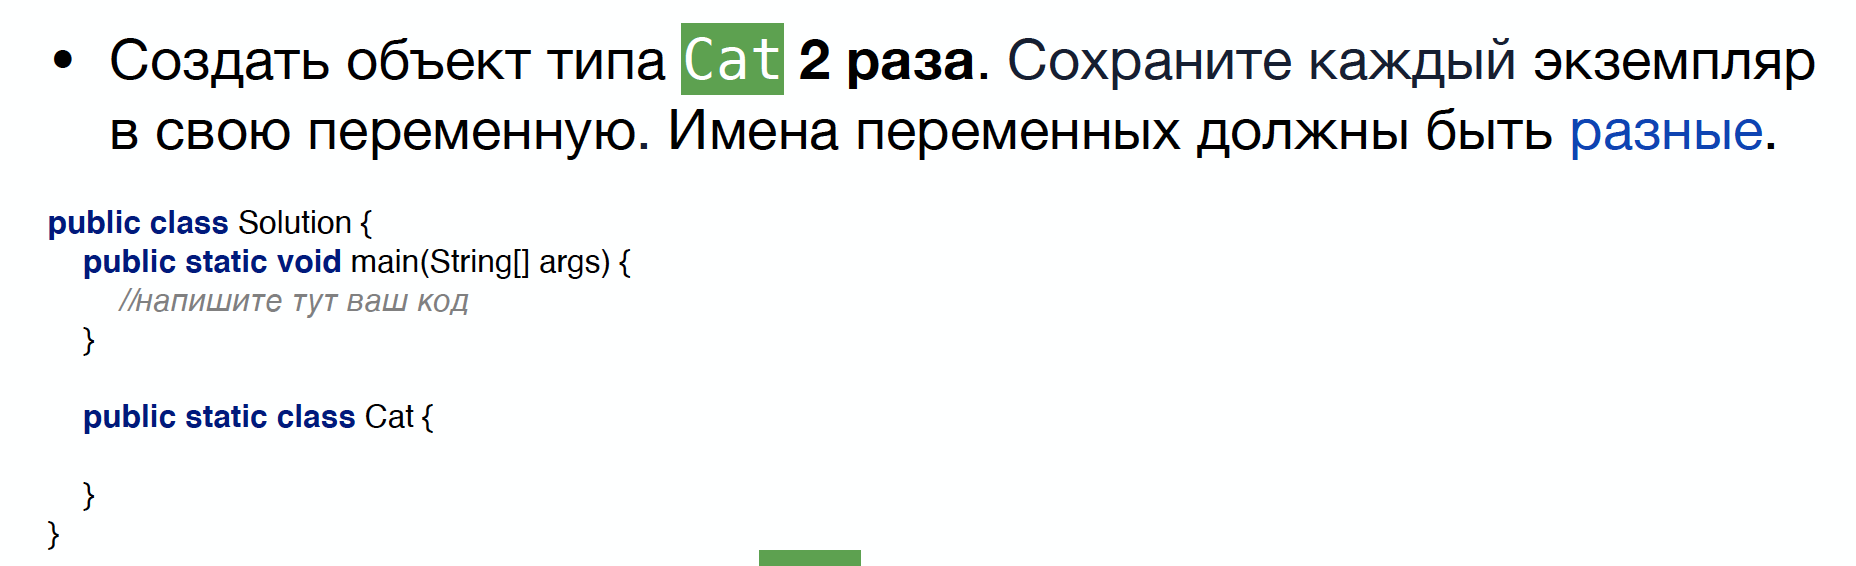 • Создать объект типа Cat 2 раза. Сохраните каждый экземпляр
в свою переменную. Имена переменных должны быть разные.
public class Solution {
public static void main(String[] args) {
//напишите тут ваш код
}
public static class Cat {
}
}